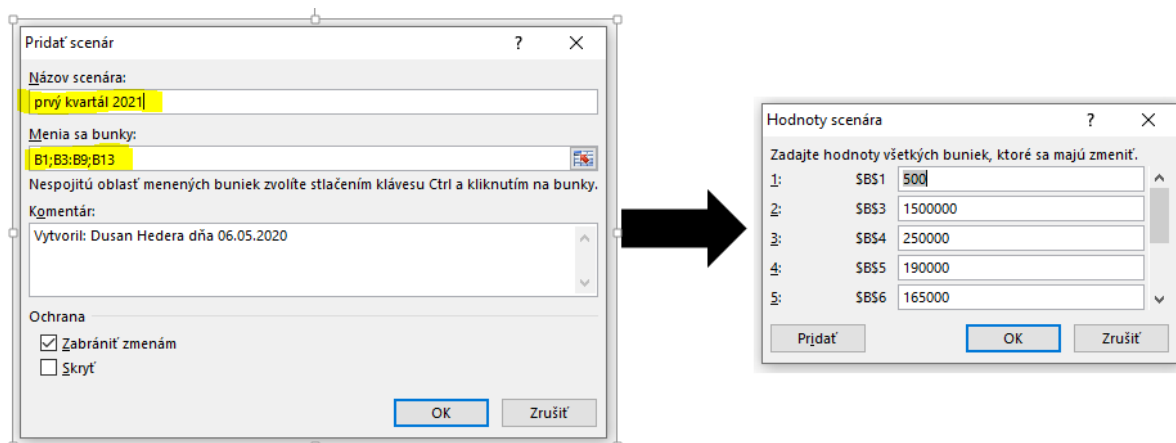 Pridať scenár
?
Názov scenára:
prvý kvartál 2021
Menia sa bunky:
B1;B3:B9;B13
Nespojitú oblasť menených buniek zvolíte stlačením klávesu Ctrl a kliknutím na bunky.
Komentár:
Vytvoril: Dusan Hedera dňa 06.05.2020
Ochrana
Zabrániť zmenám
Skryť
OK
Zrušiť
Hodnoty scenára
?
Zadajte hodnoty všetkých buniek, ktoré sa majú zmeniť.
1: $B$1 500
2: $B$3 1500000
3: $B$4 250000
4: $B$5 190000
5: $B$6 165000
Pridať
OK
Zrušiť